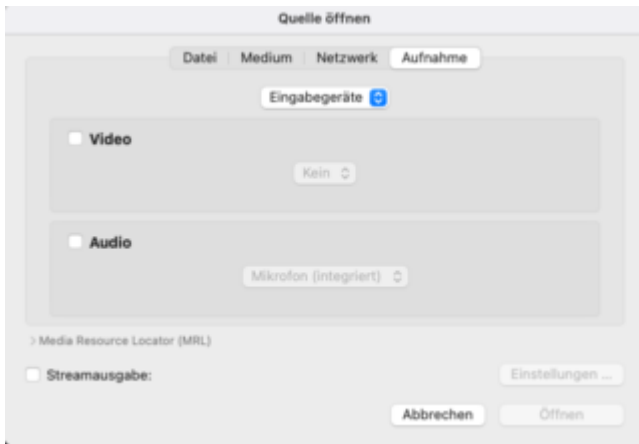 Quelle öffnen
Datei Medium Netzwerk Aufnahme
Eingabegeräte
Video
Kein
Audio
Mikrofon (integriert)
Media Resource Locator (MRL)
Streamausgabe:
Einstellungen ...
Abbrechen Öffnen